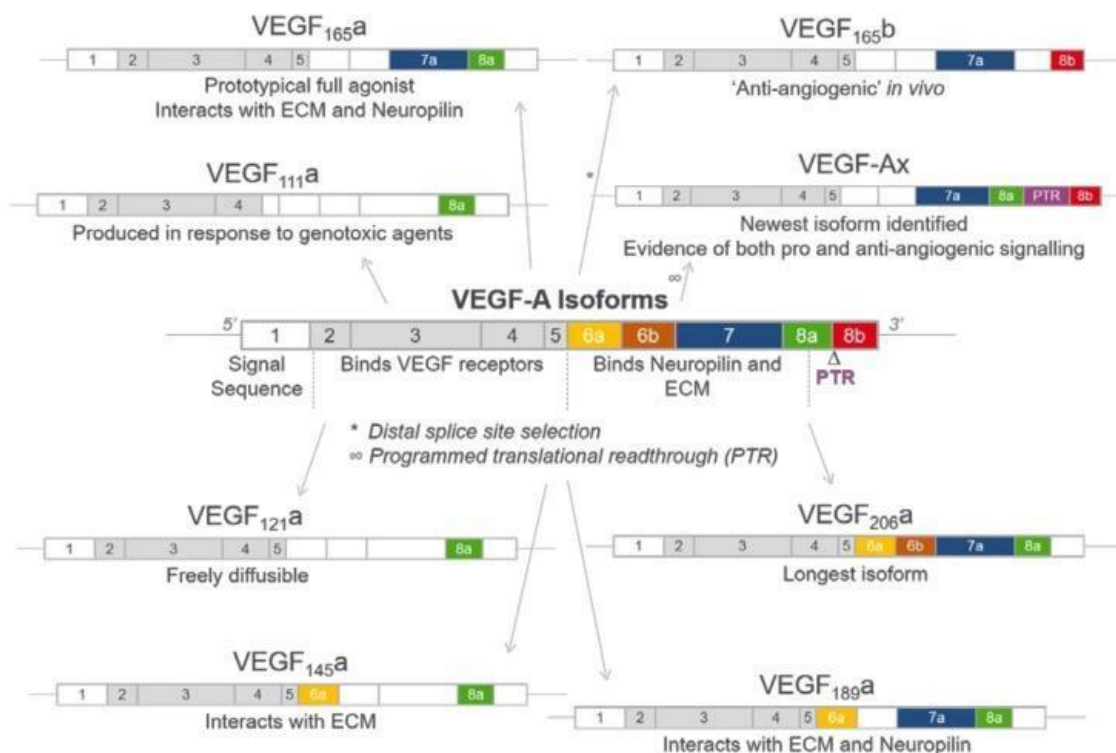 VEGF₁₆₅a
1 2 3 4 5 7a 8a
Prototypical full agonist
Interacts with ECM and Neuropilin
VEGF₁₆₅b
1 2 3 4 5 7a 8b
'Anti-angiogenic' in vivo
VEGF₁₁₁a
1 2 3 4 8a
Produced in response to genotoxic agents
*
VEGF-Ax
1 2 3 4 5 7a 8a PTR 8b
Newest isoform identified
Evidence of both pro and anti-angiogenic signalling
∞
VEGF-A Isoforms
5' 3'
1 2 3 4 5 6a 6b 7 8a 8b
Signal
Sequence
Binds VEGF receptors
Binds Neuropilin and
ECM
Δ
PTR
* Distal splice site selection
∞ Programmed translational readthrough (PTR)
VEGF₁₂₁a
1 2 3 4 5 8a
Freely diffusible
VEGF₂₀₆a
1 2 3 4 5 6a 6b 7a 8a
Longest isoform
VEGF₁₄₅a
1 2 3 4 5 6a 8a
Interacts with ECM
VEGF₁₈₉a
1 2 3 4 5 6a 7a 8a
Interacts with ECM and Neuropilin